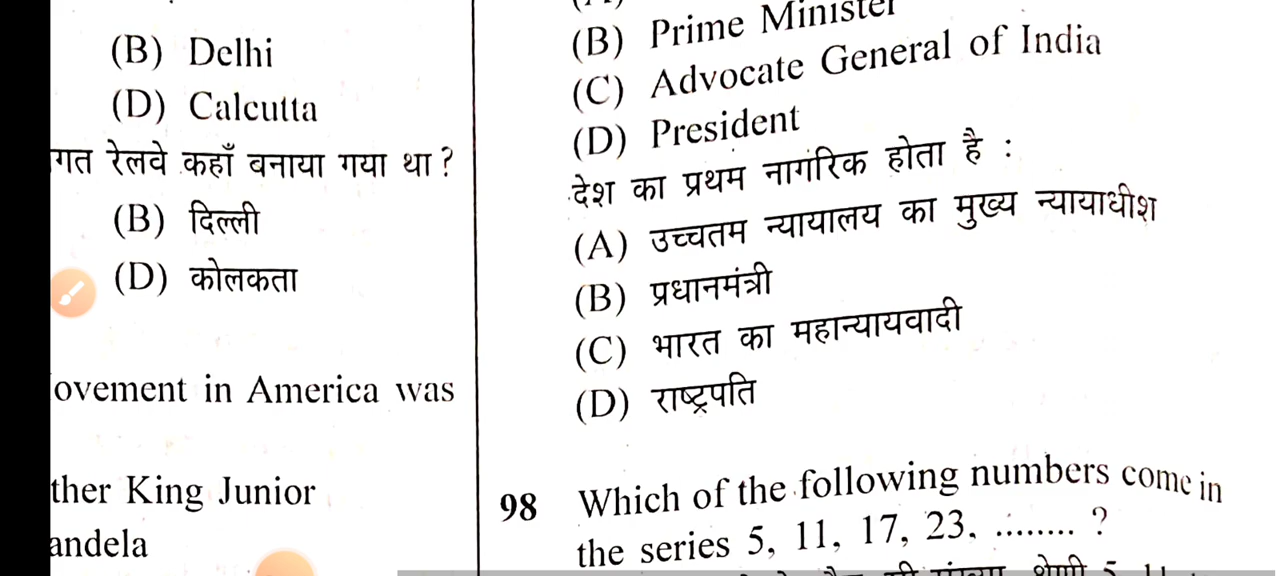 (B) Delhi
(D) Calcutta
गत रेलवे कहाँ बनाया गया था ?
(B) दिल्ली
(D) कोलकता
ovement in America was
ther King Junior
andela
(B) Prime Minister
(C) Advocate General of India
(D) President
देश का प्रथम नागरिक होता है :
(A) उच्चतम न्यायालय का मुख्य न्यायाधीश
(B) प्रधानमंत्री
(C) भारत का महान्यायवादी
(D) राष्ट्रपति
98 Which of the following numbers come in
the series 5, 11, 17, 23, ........ ?